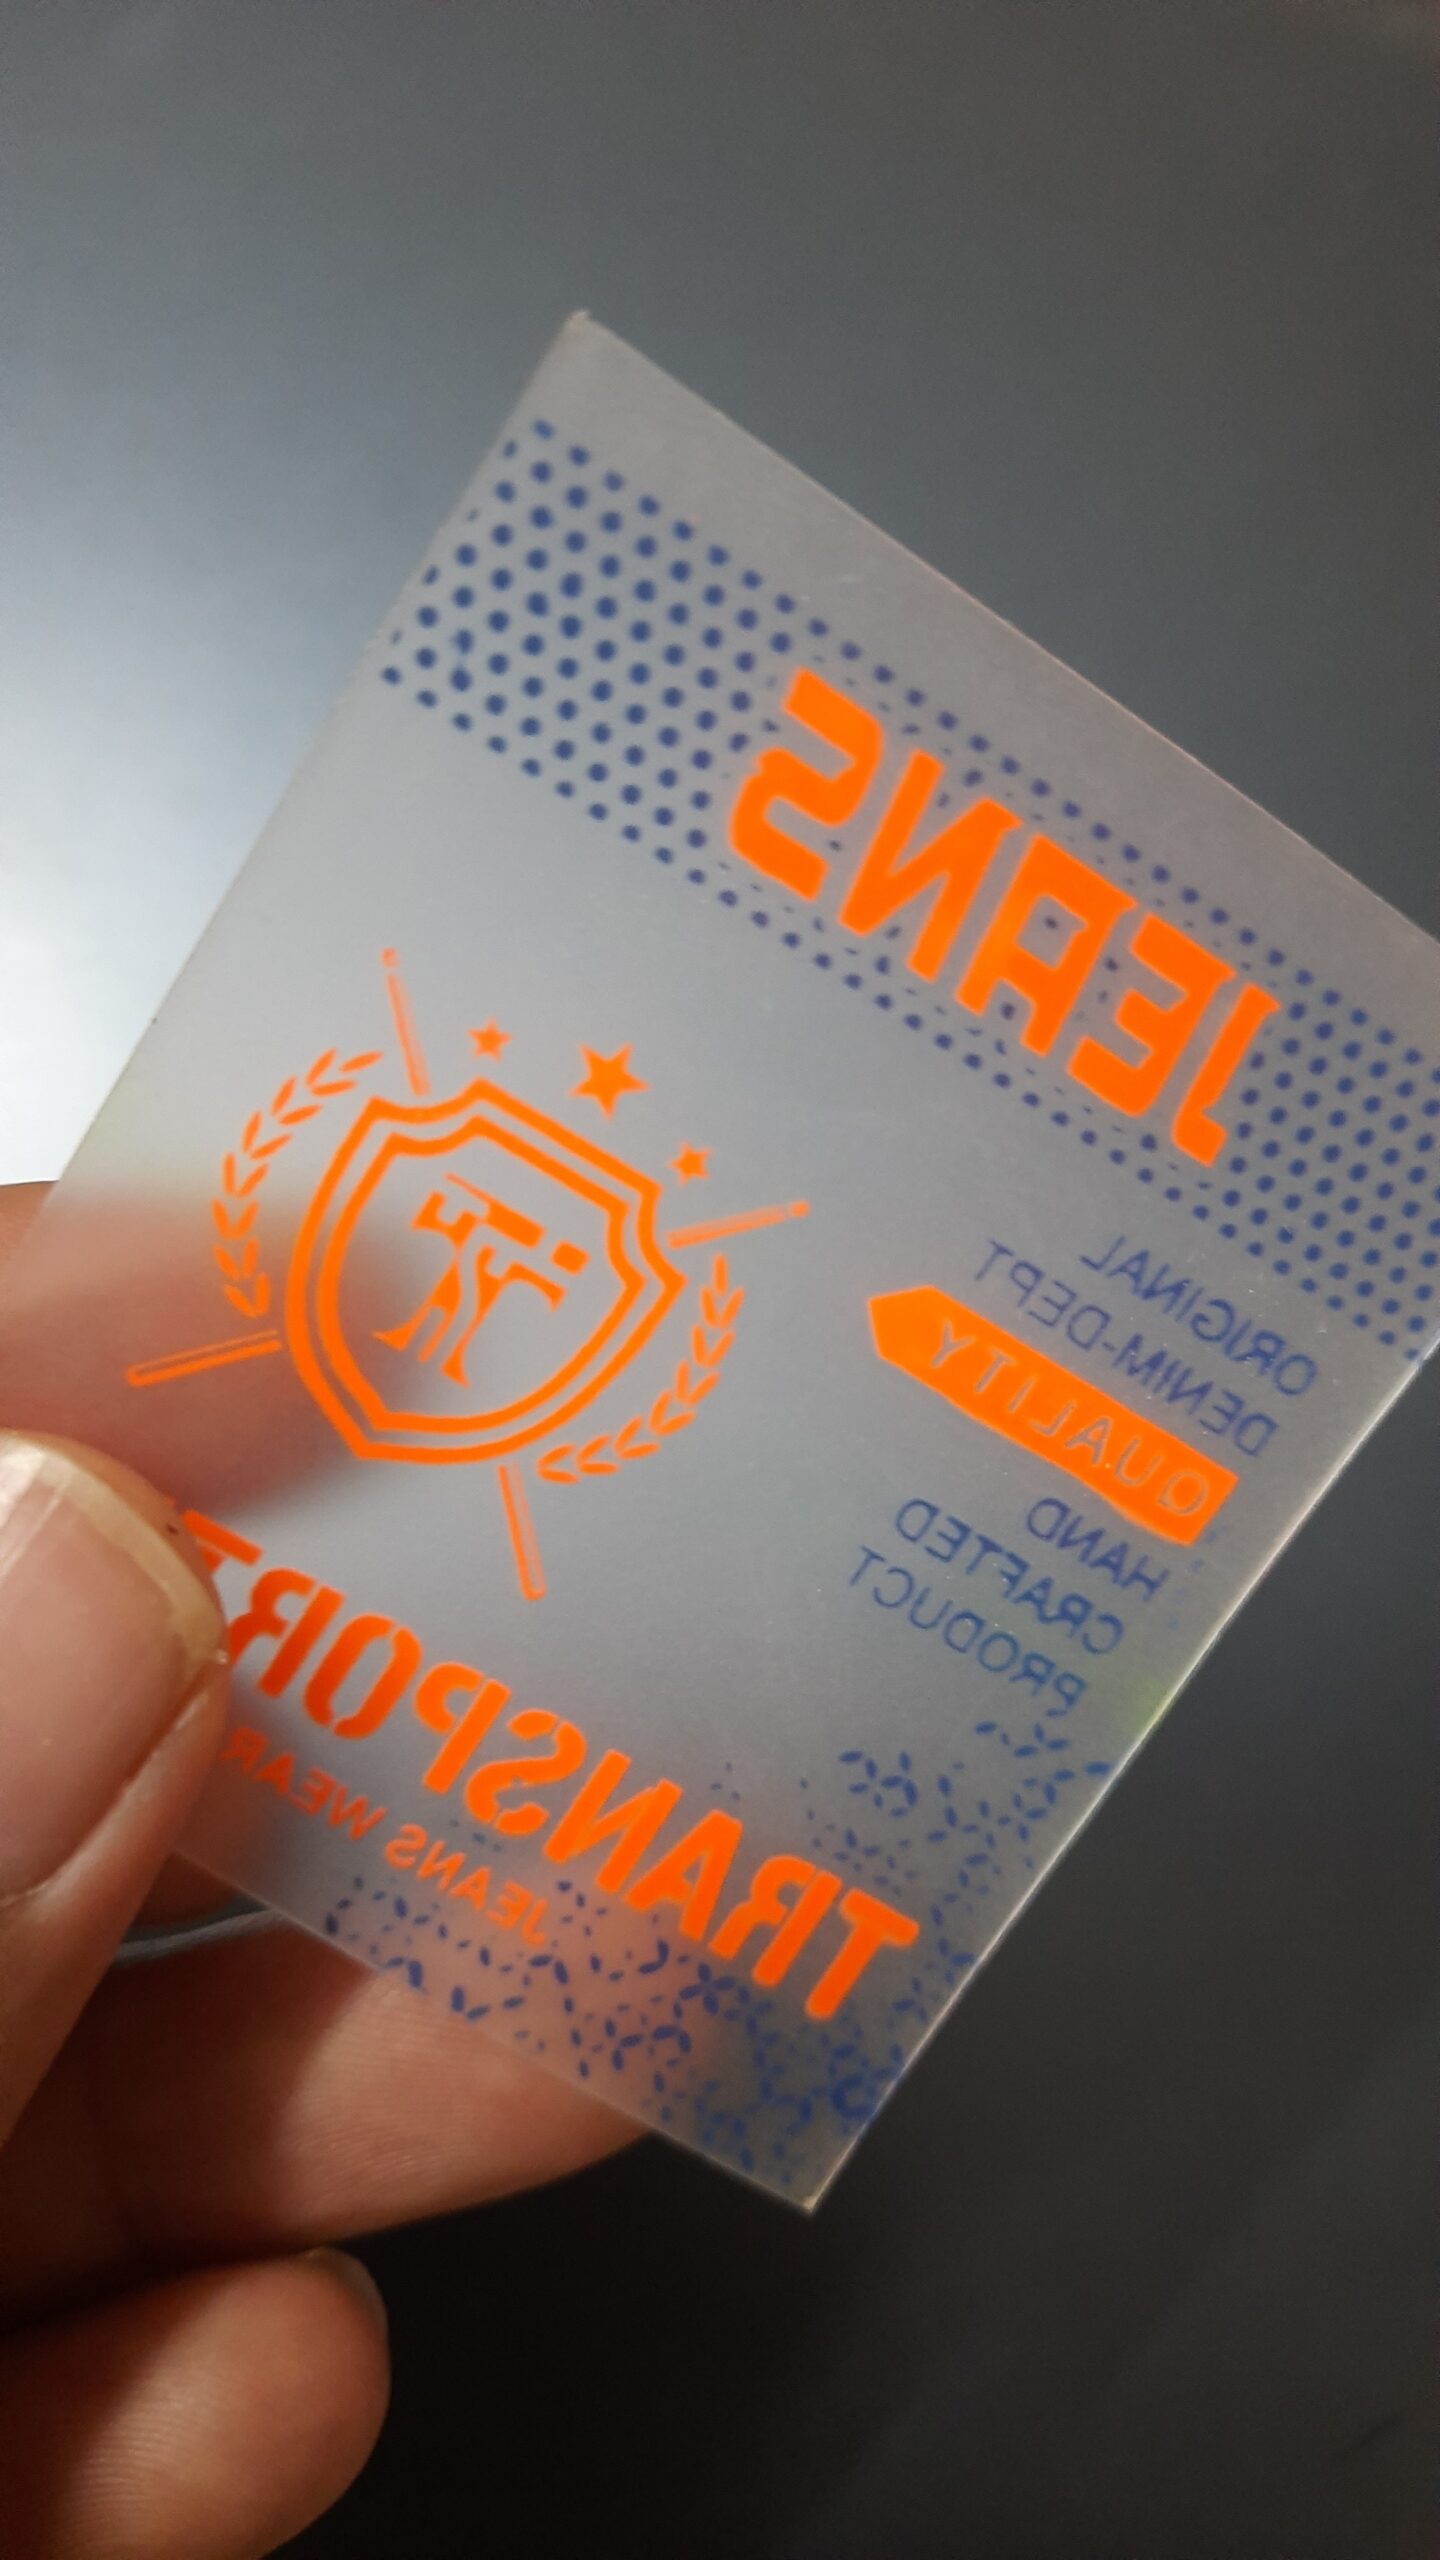 JEANS
ORIGINAL
DENIM-DEPT
QUALITY
HAND
CRAFTED
PRODUCT
TRANSPORT
JEANS WEAR